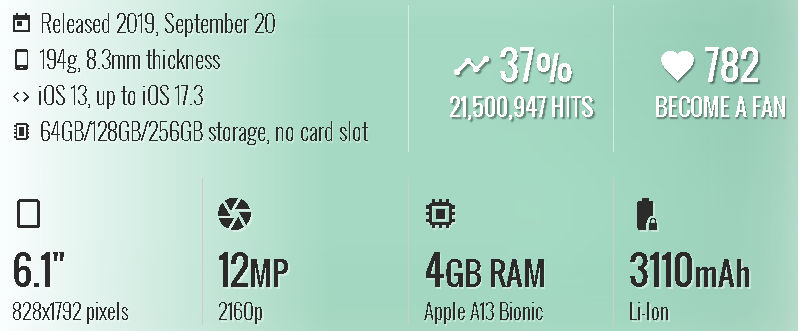 Released 2019, September 20
194g, 8.3mm thickness
iOS 13, up to iOS 17.3
64GB/128GB/256GB storage, no card slot
37%
21,500,947 HITS
782
BECOME A FAN
6.1"
828x1792 pixels
12MP
2160p
4GB RAM
Apple A13 Bionic
3110mAh
Li-Ion